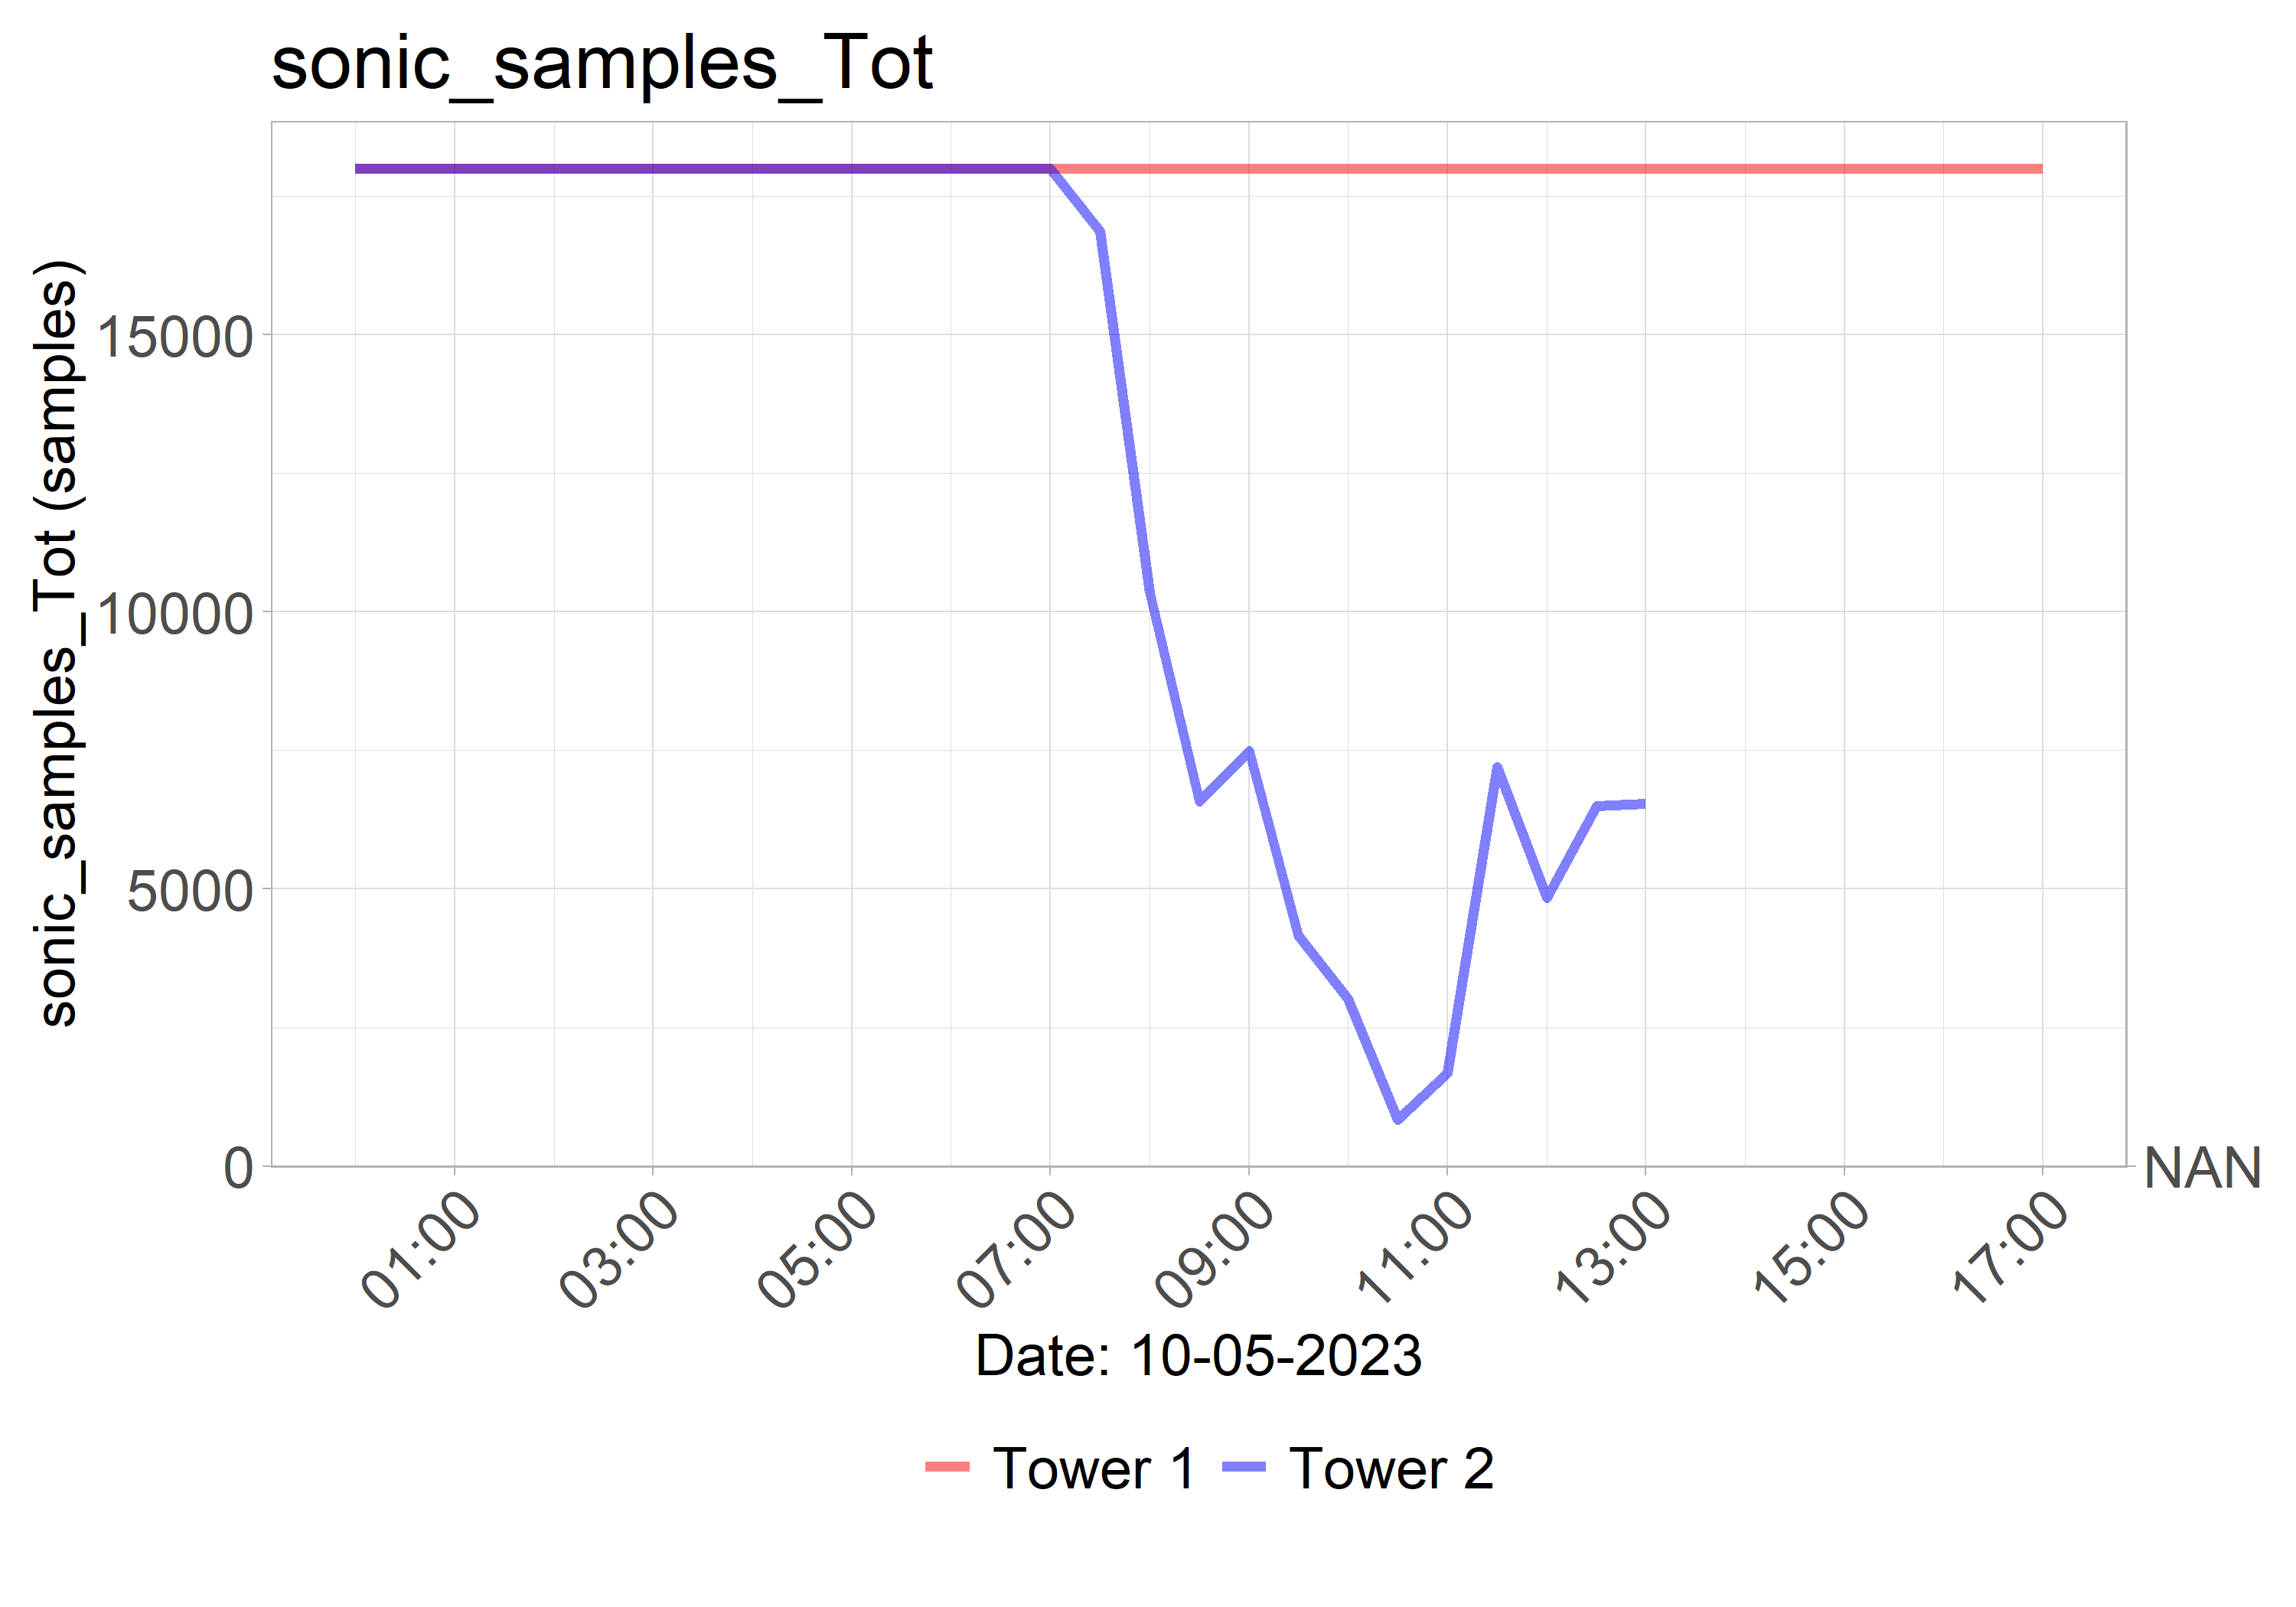 sonic_samples_Tot
sonic_samples_Tot (samples)
15000
10000
5000
0
NAN
01:00
03:00
05:00
07:00
09:00
11:00
13:00
15:00
17:00
Date: 10-05-2023
Tower 1
Tower 2